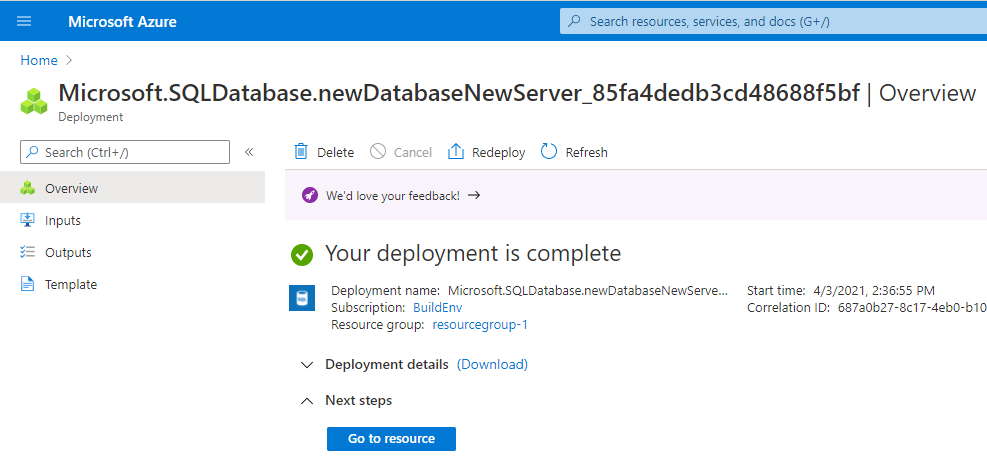 Microsoft Azure
Search resources, services, and docs (G+/)
Home
Microsoft.SQLDatabase.newDatabaseNewServer_85fa4dedb3cd48688f5bf | Overview
Deployment
Search (Ctrl+/)
«
Delete
Cancel
Redeploy
Refresh
Overview
Inputs
Outputs
Template
We'd love your feedback! →
Your deployment is complete
Deployment name: Microsoft.SQLDatabase.newDatabaseNewServe...
Subscription: BuildEnv
Resource group: resourcegroup-1
Start time: 4/3/2021, 2:36:55 PM
Correlation ID: 687a0b27-8c17-4eb0-b10
Deployment details (Download)
Next steps
Go to resource